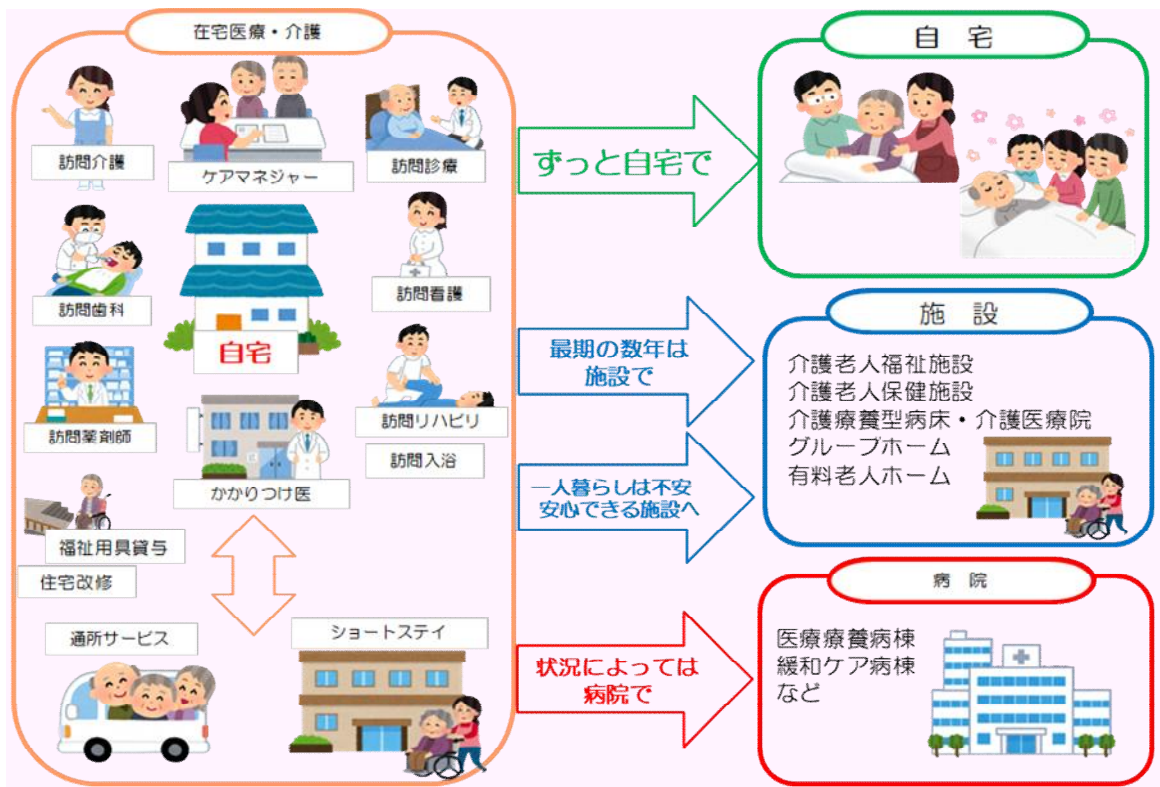 在宅医療・介護
訪問介護
ケアマネジャー
訪問診療
訪問歯科
自宅
訪問看護
訪問薬剤師
かかりつけ医
訪問リハビリ
訪問入浴
福祉用具貸与
住宅改修
通所サービス
ショートステイ
ずっと自宅で
最期の数年は
施設で
一人暮らしは不安
安心できる施設へ
状況によっては
病院で
自 宅
施 設
介護老人福祉施設
介護老人保健施設
介護療養型病床・介護医療院
グループホーム
有料老人ホーム
病 院
医療療養病棟
緩和ケア病棟
など